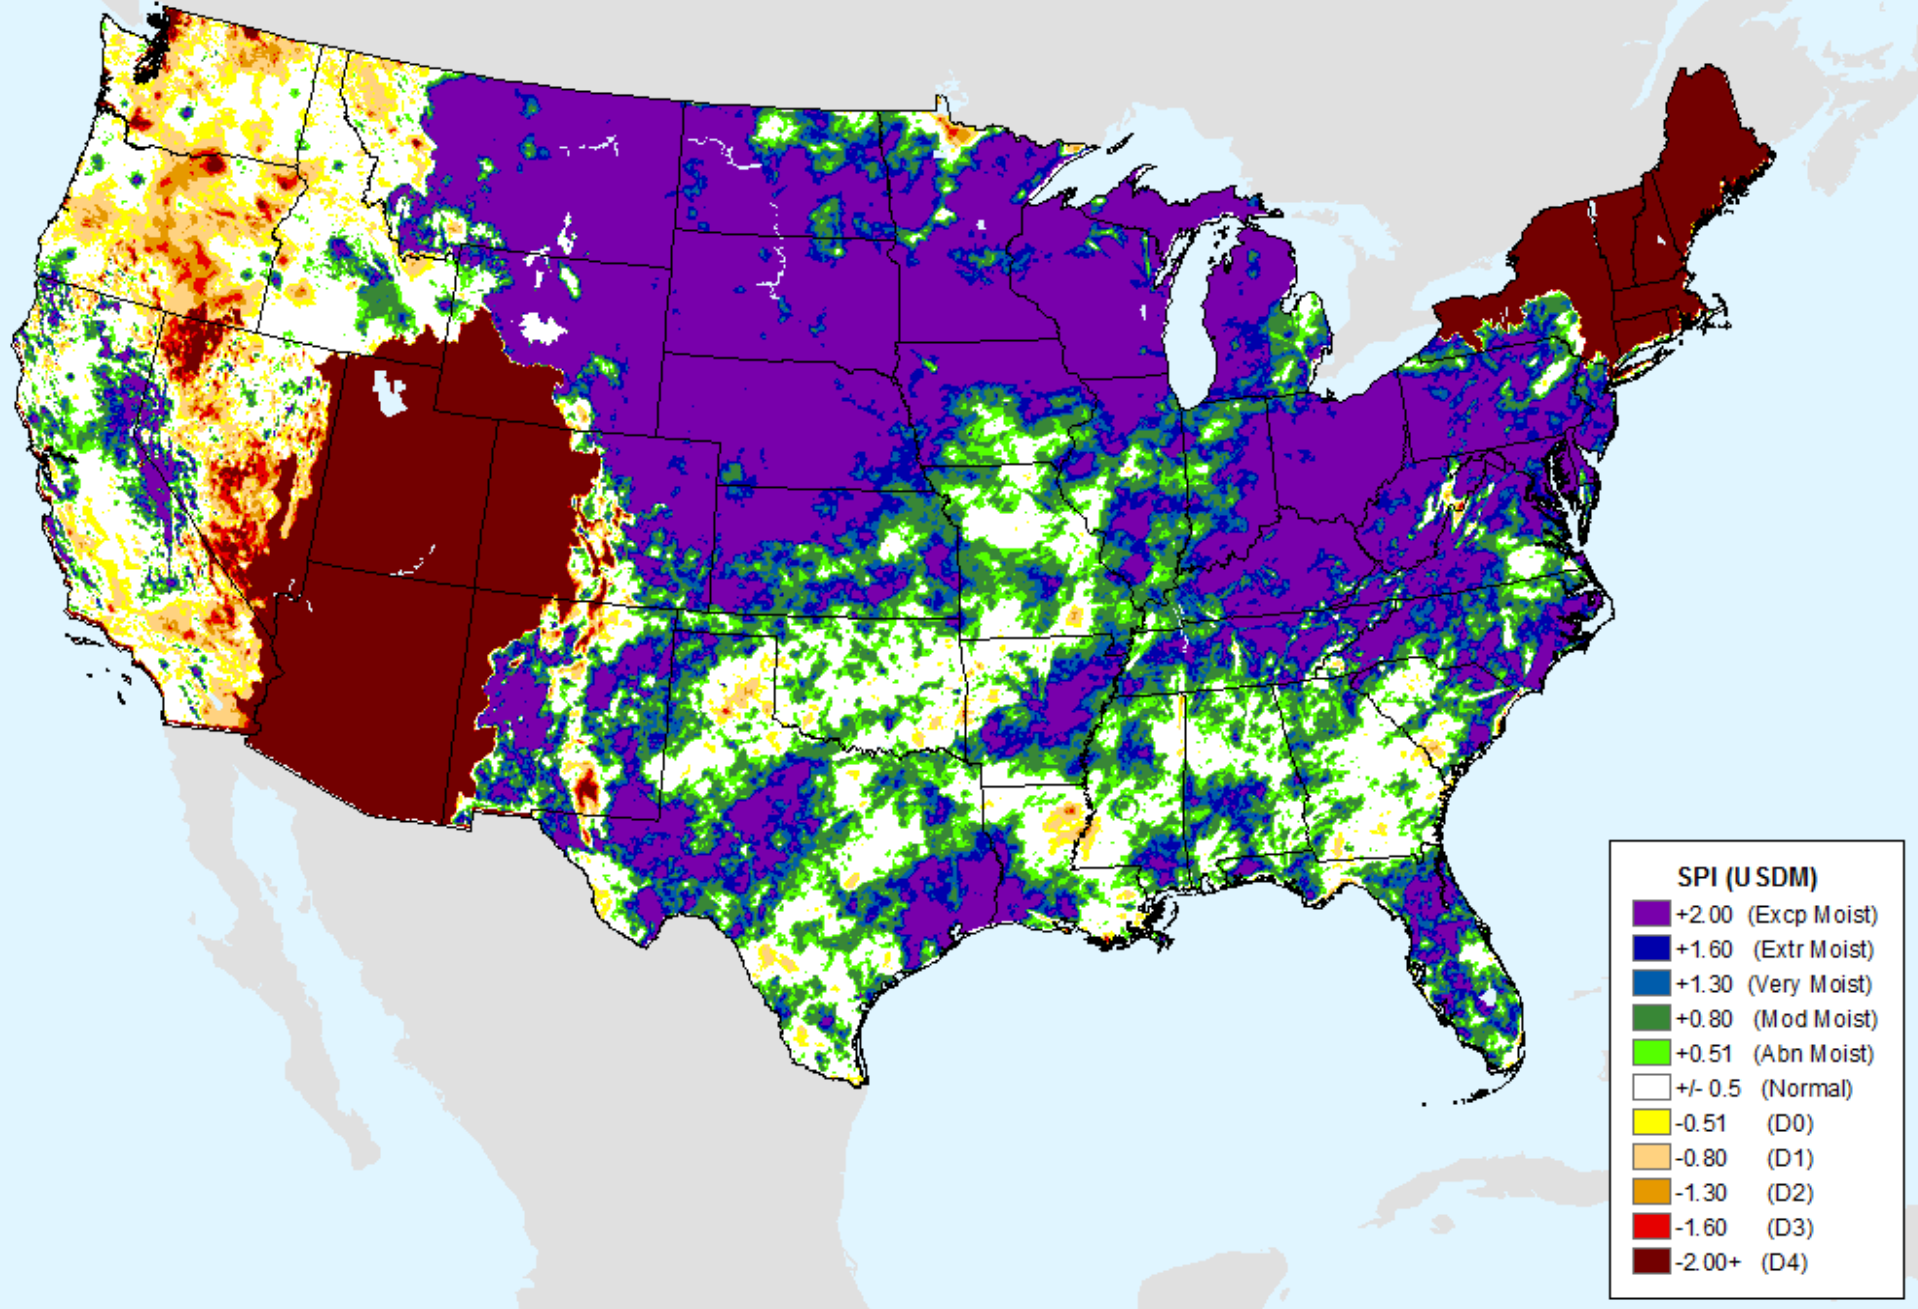 SPI (USDM)
+2.00 (Excp Moist)
+1.60 (Extr Moist)
+1.30 (Very Moist)
+0.80 (Mod Moist)
+0.51 (Abn Moist)
+/- 0.5 (Normal)
-0.51 (D0)
-0.80 (D1)
-1.30 (D2)
-1.60 (D3)
-2.00+ (D4)